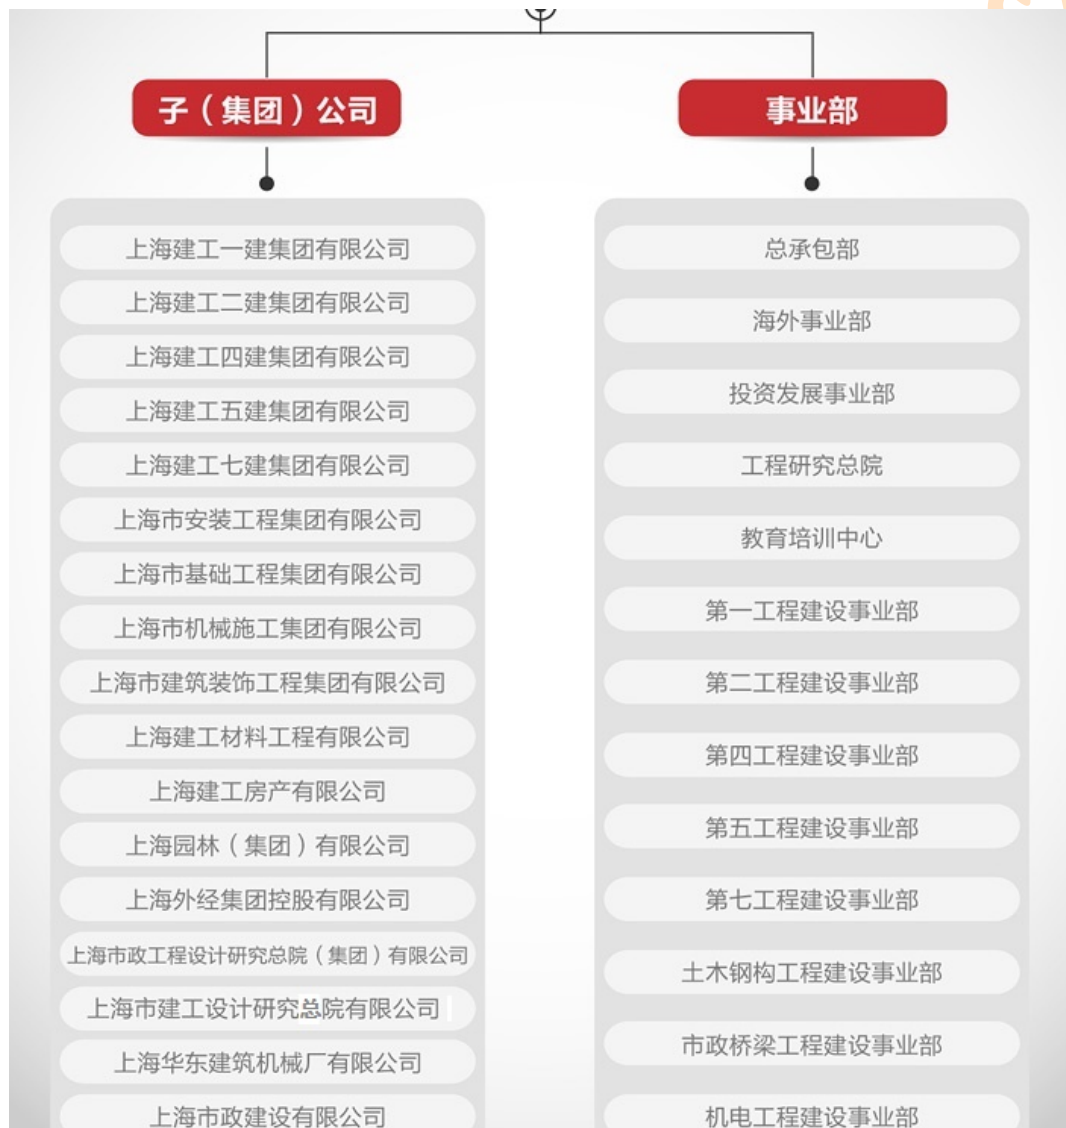 子（集团）公司
上海建工一建集团有限公司
上海建工二建集团有限公司
上海建工四建集团有限公司
上海建工五建集团有限公司
上海建工七建集团有限公司
上海市安装工程集团有限公司
上海市基础工程集团有限公司
上海市机械施工集团有限公司
上海市建筑装饰工程集团有限公司
上海建工材料工程有限公司
上海建工房产有限公司
上海园林（集团）有限公司
上海外经集团控股有限公司
上海市政工程设计研究总院（集团）有限公司
上海市建工设计研究总院有限公司
上海华东建筑机械厂有限公司
上海市政建设有限公司
事业部
总承包部
海外事业部
投资发展事业部
工程研究总院
教育培训中心
第一工程建设事业部
第二工程建设事业部
第四工程建设事业部
第五工程建设事业部
第七工程建设事业部
土木钢构工程建设事业部
市政桥梁工程建设事业部
机电工程建设事业部